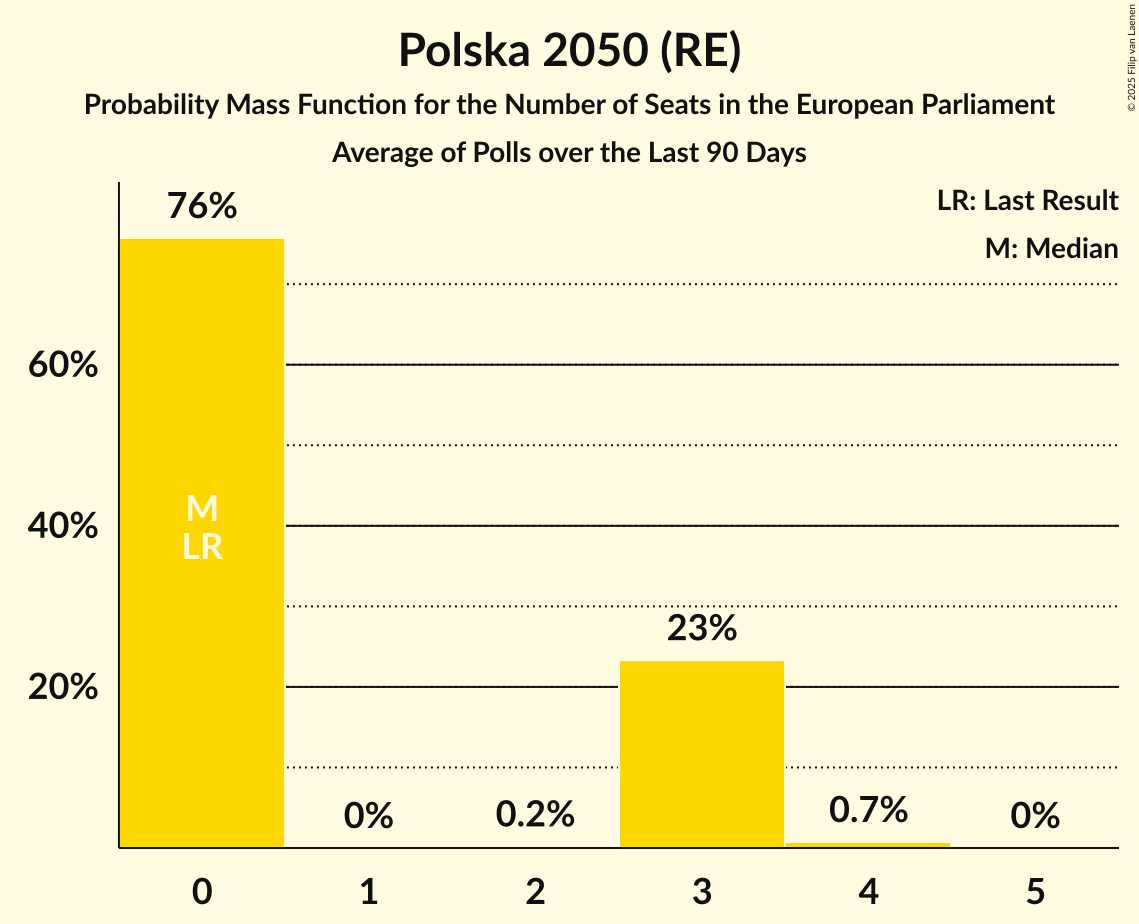 Polska 2050 (RE)
Probability Mass Function for the Number of Seats in the European Parliament
Average of Polls over the Last 90 Days
© 2025 Filip van Laenen
LR: Last Result
M: Median
76%
60%
M
40%
LR
23%
20%
0%
0.2%
0.7%
0%
0
1
2
3
4
5